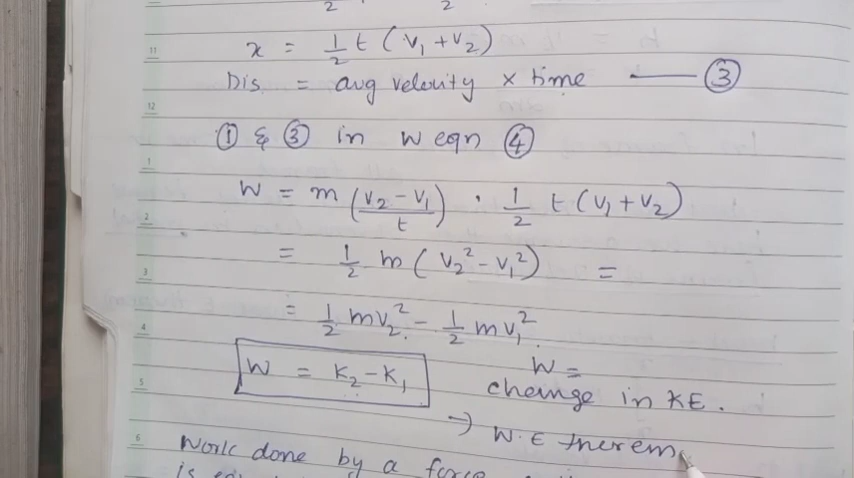 x = 1/2 t (v₁ + v₂)
Dis = avg velocity × time —— ③
① & ③ in W eqn ④
W = m (v₂ - v₁ / t) · 1/2 t (v₁ + v₂)
= 1/2 m (v₂² - v₁²) =
= 1/2 mv₂² - 1/2 mv₁².
W = K₂ - K₁
W =
change in KE.
→ W.E therem
Work done by a force
is